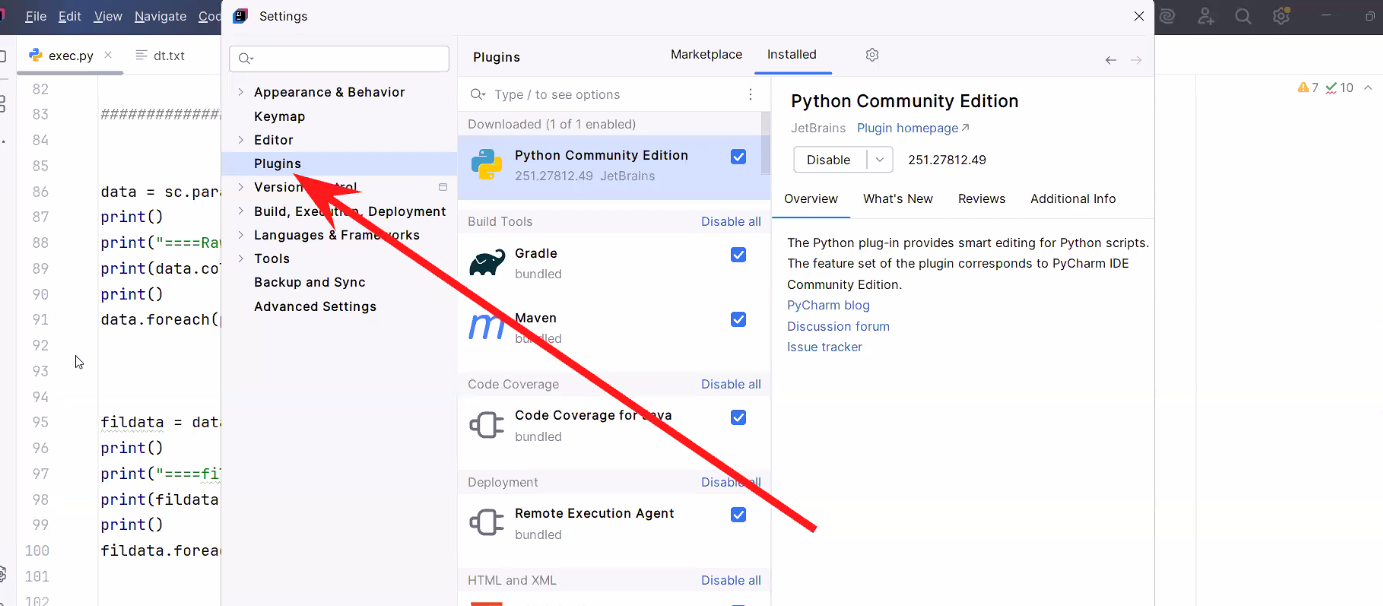 File Edit View Navigate
Settings
exec.py
dt.txt
82
83 #############
84
85
86 data = sc.par
87 print()
88 print("====Ra
89 print(data.co
90 print()
91 data.foreach(
92
93
94
95 fildata = dat
96 print()
97 print("====fi
98 print(fildata
99 print()
100 fildata.forea
101
102
Appearance & Behavior
Keymap
Editor
Plugins
Version Control
Build, Execution, Deployment
Languages & Frameworks
Tools
Backup and Sync
Advanced Settings
Plugins
Marketplace
Installed
Type / to see options
Downloaded (1 of 1 enabled)
Python Community Edition
251.27812.49 JetBrains
Build Tools
Disable all
Gradle
bundled
Maven
bundled
Code Coverage
Disable all
Code Coverage for Java
bundled
Deployment
Disable all
Remote Execution Agent
bundled
HTML and XML
Disable all
Python Community Edition
JetBrains Plugin homepage
Disable
251.27812.49
Overview
What's New
Reviews
Additional Info
The Python plug-in provides smart editing for Python scripts.
The feature set of the plugin corresponds to PyCharm IDE
Community Edition.
PyCharm blog
Discussion forum
Issue tracker
7
10